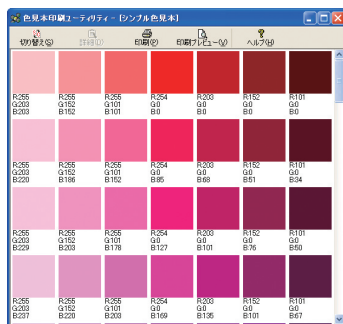 色見本印刷ユーティリティ - [シンプル色見本]
切り替え(S) 詳細(D) 印刷(P) 印刷プレビュー(V) ヘルプ(H)
R:255 R:255 R:255 R:254 R:203 R:152 R:101
G:203 G:152 G:101 G:0 G:0 G:0 G:0
B:203 B:152 B:101 B:0 B:0 B:0 B:0
R:255 R:255 R:255 R:254 R:203 R:152 R:101
G:203 G:152 G:101 G:0 G:0 G:0 G:0
B:220 B:186 B:152 B:85 B:68 B:51 B:34
R:255 R:255 R:255 R:254 R:203 R:152 R:101
G:203 G:152 G:101 G:0 G:0 G:0 G:0
B:229 B:203 B:178 B:127 B:101 B:76 B:50
R:255 R:255 R:255 R:254 R:203 R:152 R:101
G:203 G:152 G:101 G:0 G:0 G:0 G:0
B:237 B:220 B:203 B:169 B:135 B:101 B:67